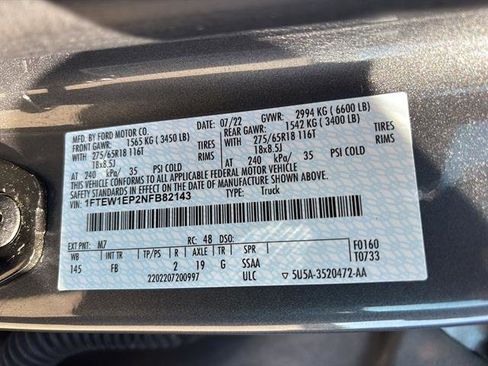 MFD. BY FORD MOTOR CO.
DATE: 07/22 GVWR: 2994 KG (6600 LB)
FRONT GAWR: 1565 KG (3450 LB) REAR GAWR: 1542 KG (3400 LB)
275/65R18 116T TIRES 275/65R18 116T
18x8.5J RIMS 18x8.5J RIMS
AT 240 kPa/ 35 PSI COLD AT 240 kPa/ 35 PSI COLD
THIS VEHICLE CONFORMS TO ALL APPLICABLE FEDERAL MOTOR VEHICLE
SAFETY STANDARDS IN EFFECT ON THE DATE OF MANUFACTURE SHOWN ABOVE.
VIN: 1FTEW1EP2NFB82143
TYPE: Truck
EXT PNT: M7 RC: 48 DSO: F0160
WB INT TR TP/PS R AXLE TR SPR T0733
145 FB 2 19 G SSAA
2202207200997 ULC 5U5A-3520472-AA